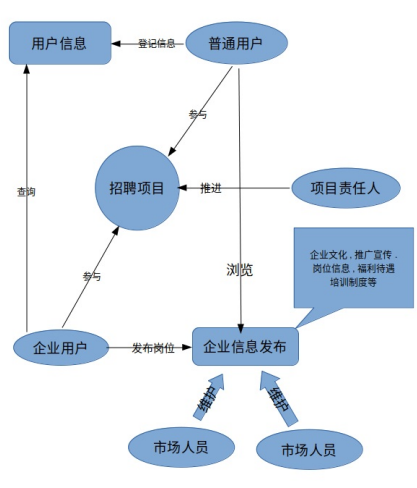 用户信息
登记信息
普通用户
参与
招聘项目
推进
项目责任人
查询
浏览
企业文化，推广宣传．
岗位信息，福利待遇
培训制度等
参与
企业用户
发布岗位
企业信息发布
维护
维护
市场人员
市场人员